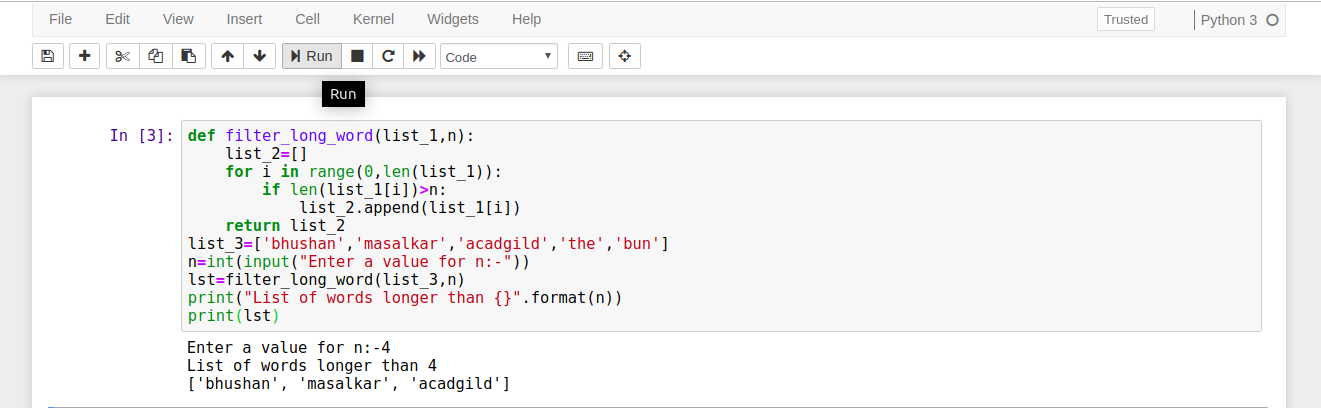 File Edit View Insert Cell Kernel Widgets Help Trusted Python 3
Run Code
Run
In [3]: def filter_long_word(list_1,n):
    list_2=[]
    for i in range(0,len(list_1)):
        if len(list_1[i])>n:
            list_2.append(list_1[i])
    return list_2
list_3=['bhushan','masalkar','acadgild','the','bun']
n=int(input("Enter a value for n:-"))
lst=filter_long_word(list_3,n)
print("List of words longer than {}".format(n))
print(lst)
Enter a value for n:-4
List of words longer than 4
['bhushan', 'masalkar', 'acadgild']